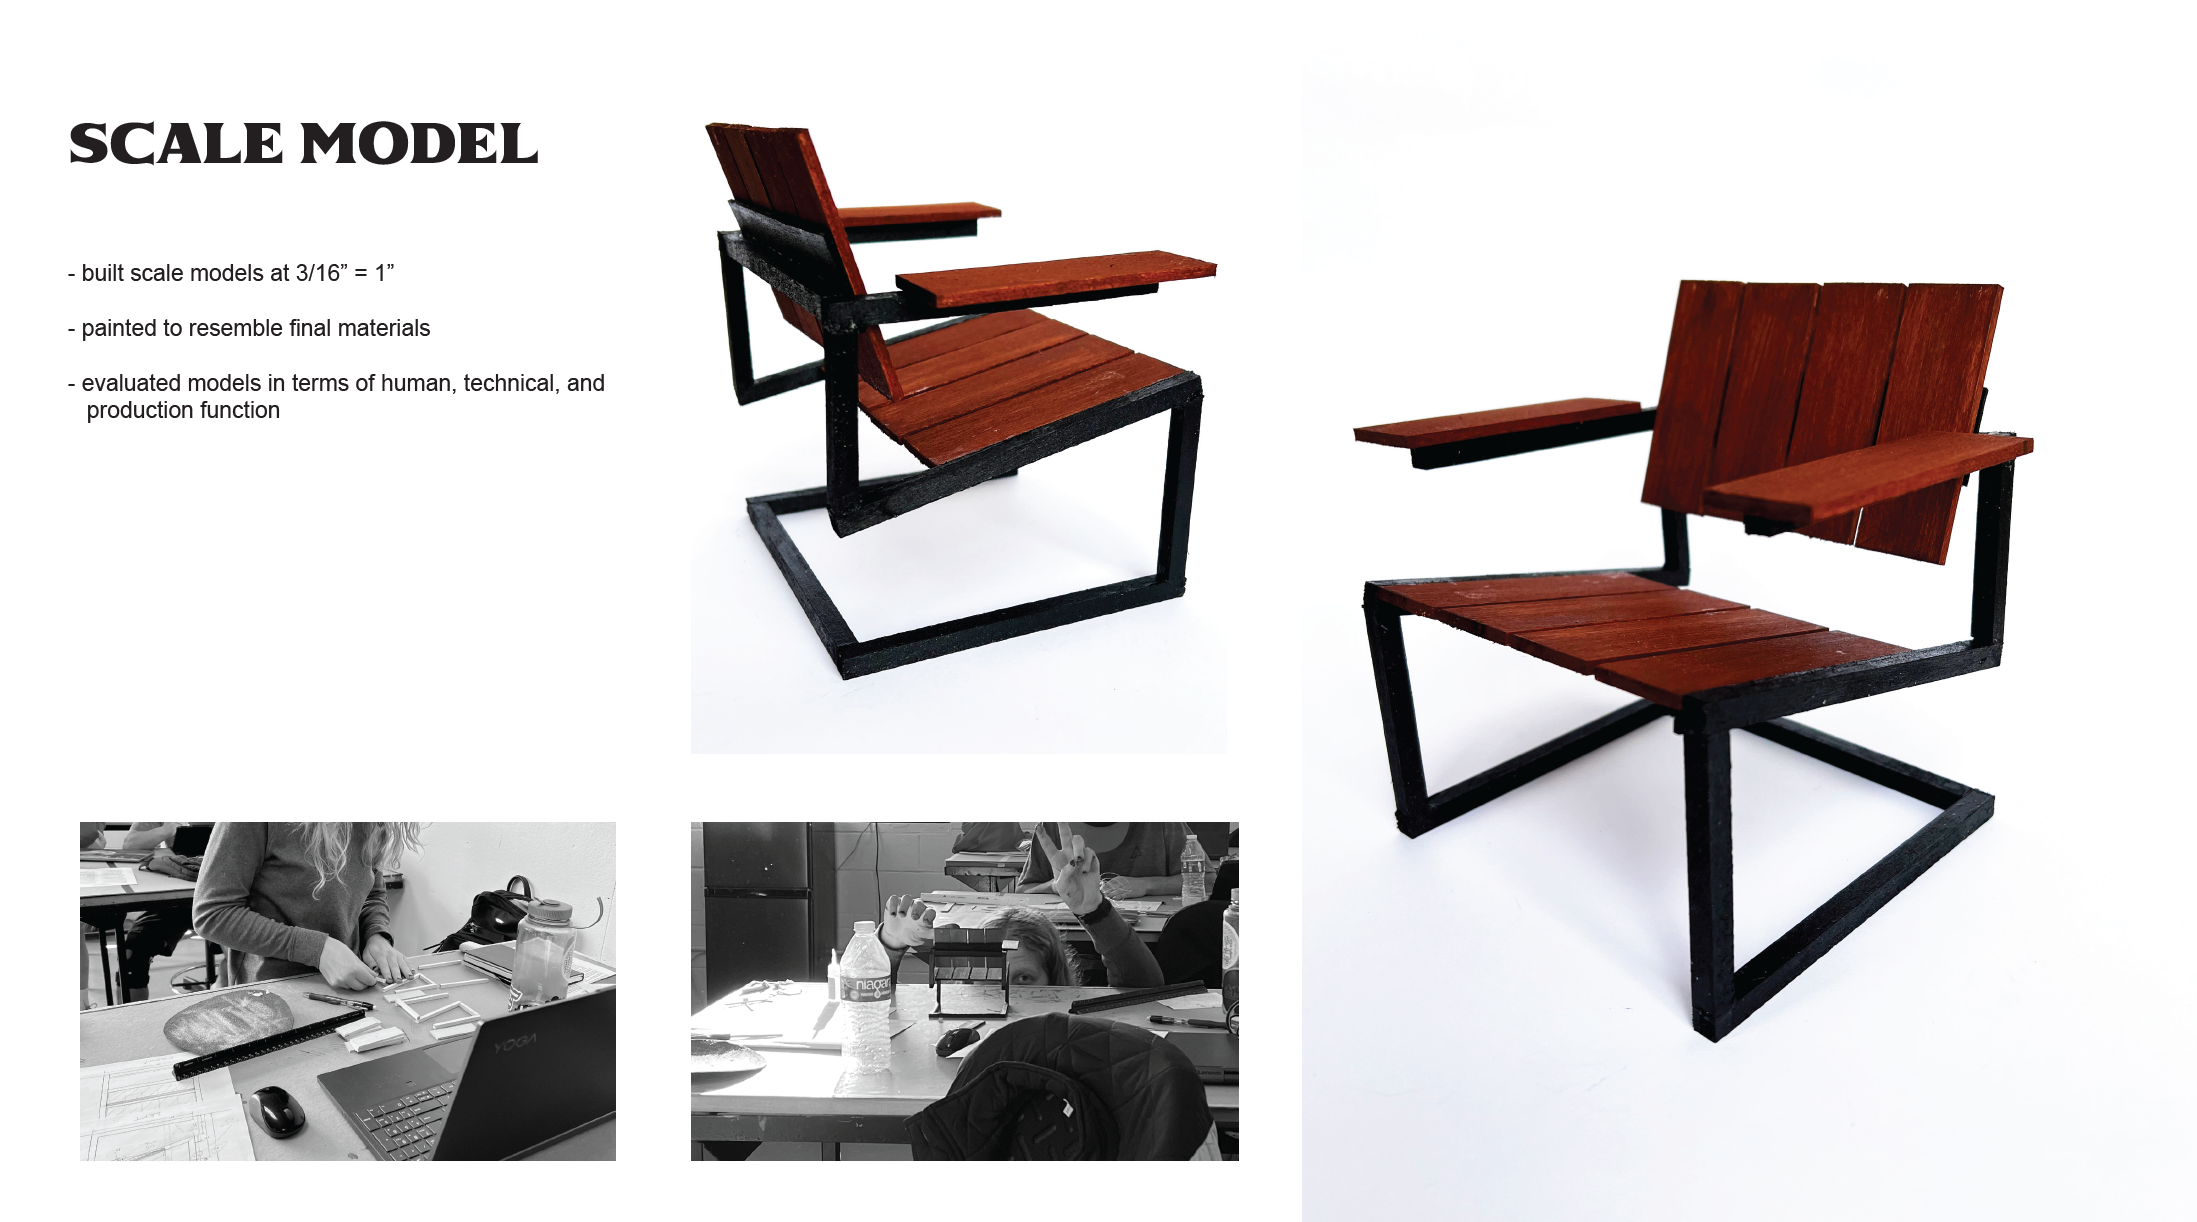 SCALE MODEL
- built scale models at 3/16” = 1”
- painted to resemble final materials
- evaluated models in terms of human, technical, and
production function
YOGA
niagara